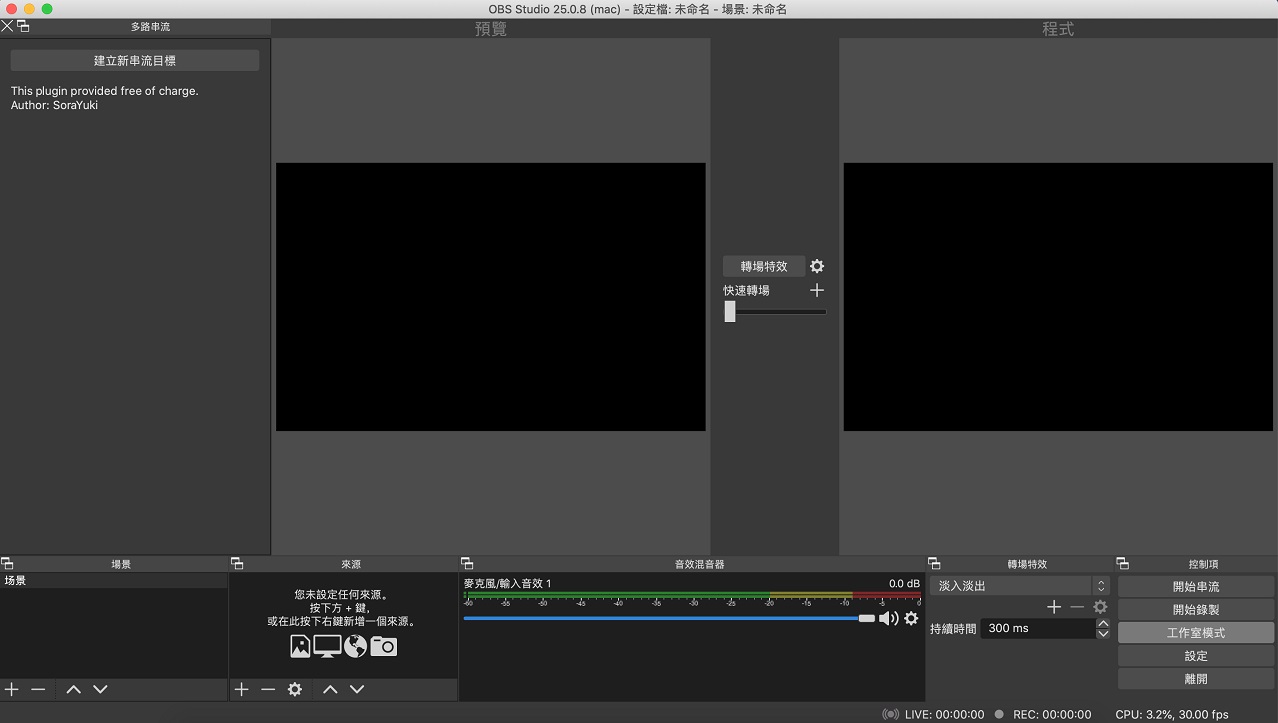 OBS Studio 25.0.8 (mac) - 設定檔: 未命名 - 場景: 未命名
多路串流
預覽
程式
建立新串流目標
This plugin provided free of charge.
Author: SoraYuki
轉場特效
快速轉場
場景
场景
來源
您未設定任何來源。
按下方 + 鍵,
或在此按下右鍵新增一個來源。
音效混音器
麥克風/輸入音效 1
0.0 dB
-60 -55 -50 -45 -40 -35 -30 -25 -20 -15 -10 -5 0
轉場特效
淡入淡出
持續時間 300 ms
控制項
開始串流
開始錄製
工作室模式
設定
離開
LIVE: 00:00:00 REC: 00:00:00 CPU: 3.2%, 30.00 fps